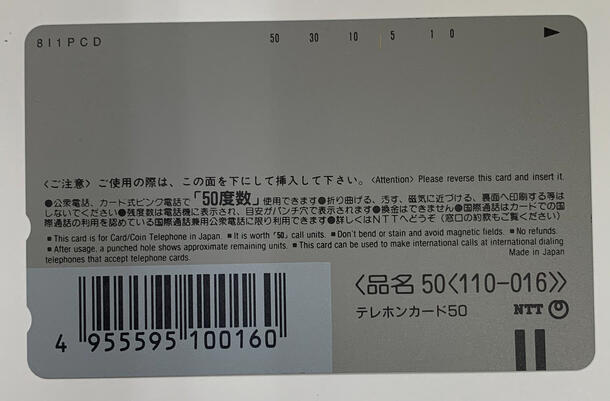 811PCD 50 30 10 5 1 0
〈ご注意〉ご使用の際は、この面を下にして挿入して下さい。〈Attention〉Please reverse this card and insert it.
●公衆電話、カード式ピンク電話で「50度数」使用できます●折り曲げる、汚す、磁気に近づける、裏面へ印刷する等は
しないでください●残度数は電話機に表示され、目安がパンチ穴で表示されます●換金はできません●国際通話はカードでの国
際通話の利用を認めている国際通話兼用公衆電話に限り利用できます●詳しくはNTTへどうぞ(窓口の約款もご覧ください)
■This card is for Card/Coin Telephone in Japan. ■It is worth「50」call units. ■Don't bend or stain and avoid magnetic fields. ■No refunds.
■After usage, a punched hole shows approximate remaining units. ■This card can be used to make international calls at international dialing
telephones that accept telephone cards. Made in Japan
〈品名 50〈110-016〉〉
テレホンカード50 NTT
4 955595 100160